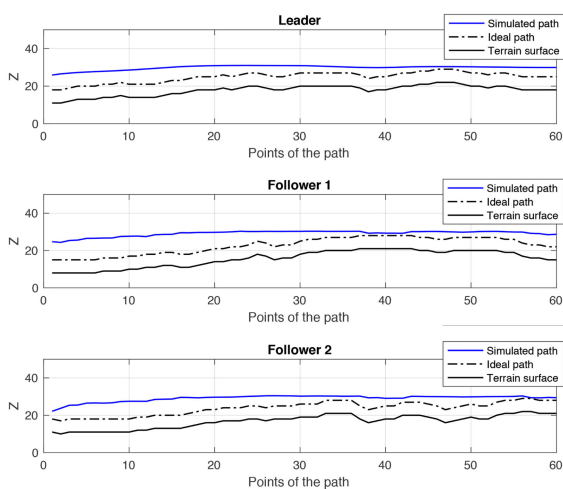 Leader
Simulated path
Ideal path
Terrain surface
Z
40
20
0
0 10 20 30 40 50 60
Points of the path
Follower 1
Simulated path
Ideal path
Terrain surface
Z
40
20
0
0 10 20 30 40 50 60
Points of the path
Follower 2
Simulated path
Ideal path
Terrain surface
Z
40
20
0
0 10 20 30 40 50 60
Points of the path